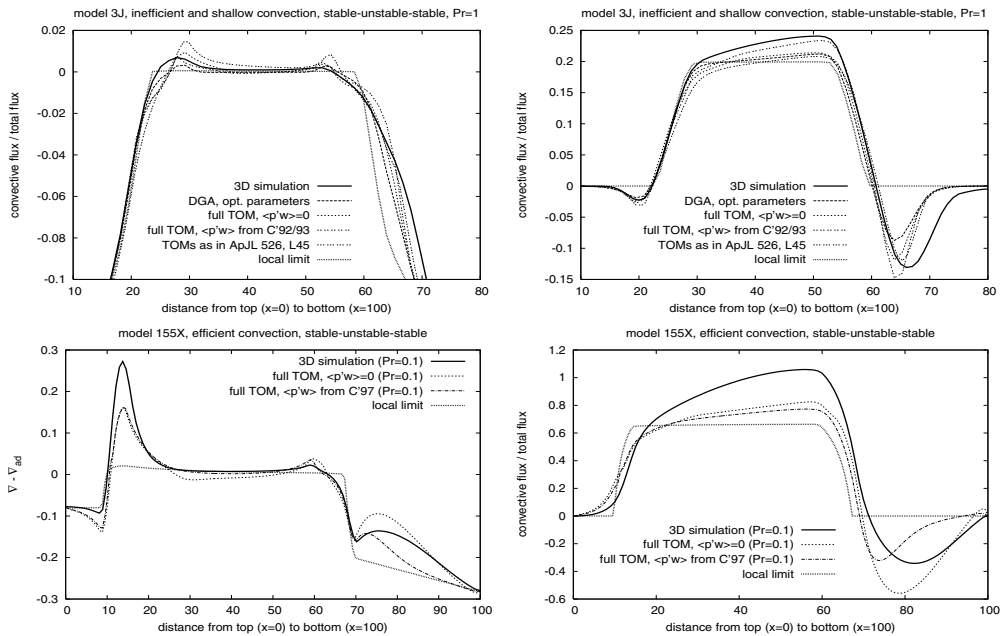 model 3J, inefficient and shallow convection, stable-unstable-stable, Pr=1
convective flux / total flux
0.02
0
-0.02
-0.04
-0.06
-0.08
-0.1
3D simulation
DGA, opt. parameters
full TOM, <p'w>=0
full TOM, <p'w> from C'92/93
TOMs as in ApJL 526, L45
local limit
10 20 30 40 50 60 70 80
distance from top (x=0) to bottom (x=100)
model 3J, inefficient and shallow convection, stable-unstable-stable, Pr=1
convective flux / total flux
0.25
0.2
0.15
0.1
0.05
0
-0.05
-0.1
-0.15
3D simulation
DGA, opt. parameters
full TOM, <p'w>=0
full TOM, <p'w> from C'92/93
TOMs as in ApJL 526, L45
local limit
10 20 30 40 50 60 70 80
distance from top (x=0) to bottom (x=100)
model 155X, efficient convection, stable-unstable-stable
∇ - ∇ad
0.3
0.2
0.1
0
-0.1
-0.2
-0.3
3D simulation (Pr=0.1)
full TOM, <p'w>=0 (Pr=0.1)
full TOM, <p'w> from C'97 (Pr=0.1)
local limit
0 10 20 30 40 50 60 70 80 90 100
distance from top (x=0) to bottom (x=100)
model 155X, efficient convection, stable-unstable-stable
convective flux / total flux
1.2
1
0.8
0.6
0.4
0.2
0
-0.2
-0.4
-0.6
3D simulation (Pr=0.1)
full TOM, <p'w>=0 (Pr=0.1)
full TOM, <p'w> from C'97 (Pr=0.1)
local limit
0 20 40 60 80 100
distance from top (x=0) to bottom (x=100)